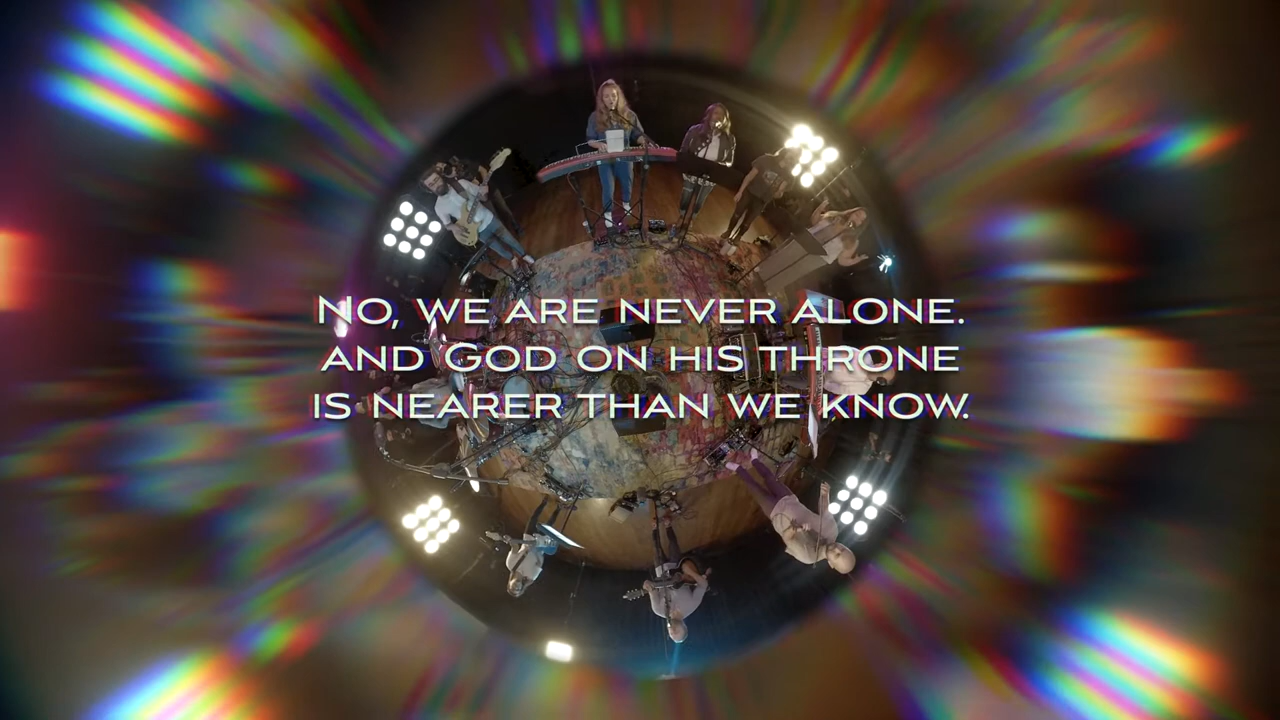 NO, WE ARE NEVER ALONE.
AND GOD ON HIS THRONE
IS NEARER THAN WE KNOW.